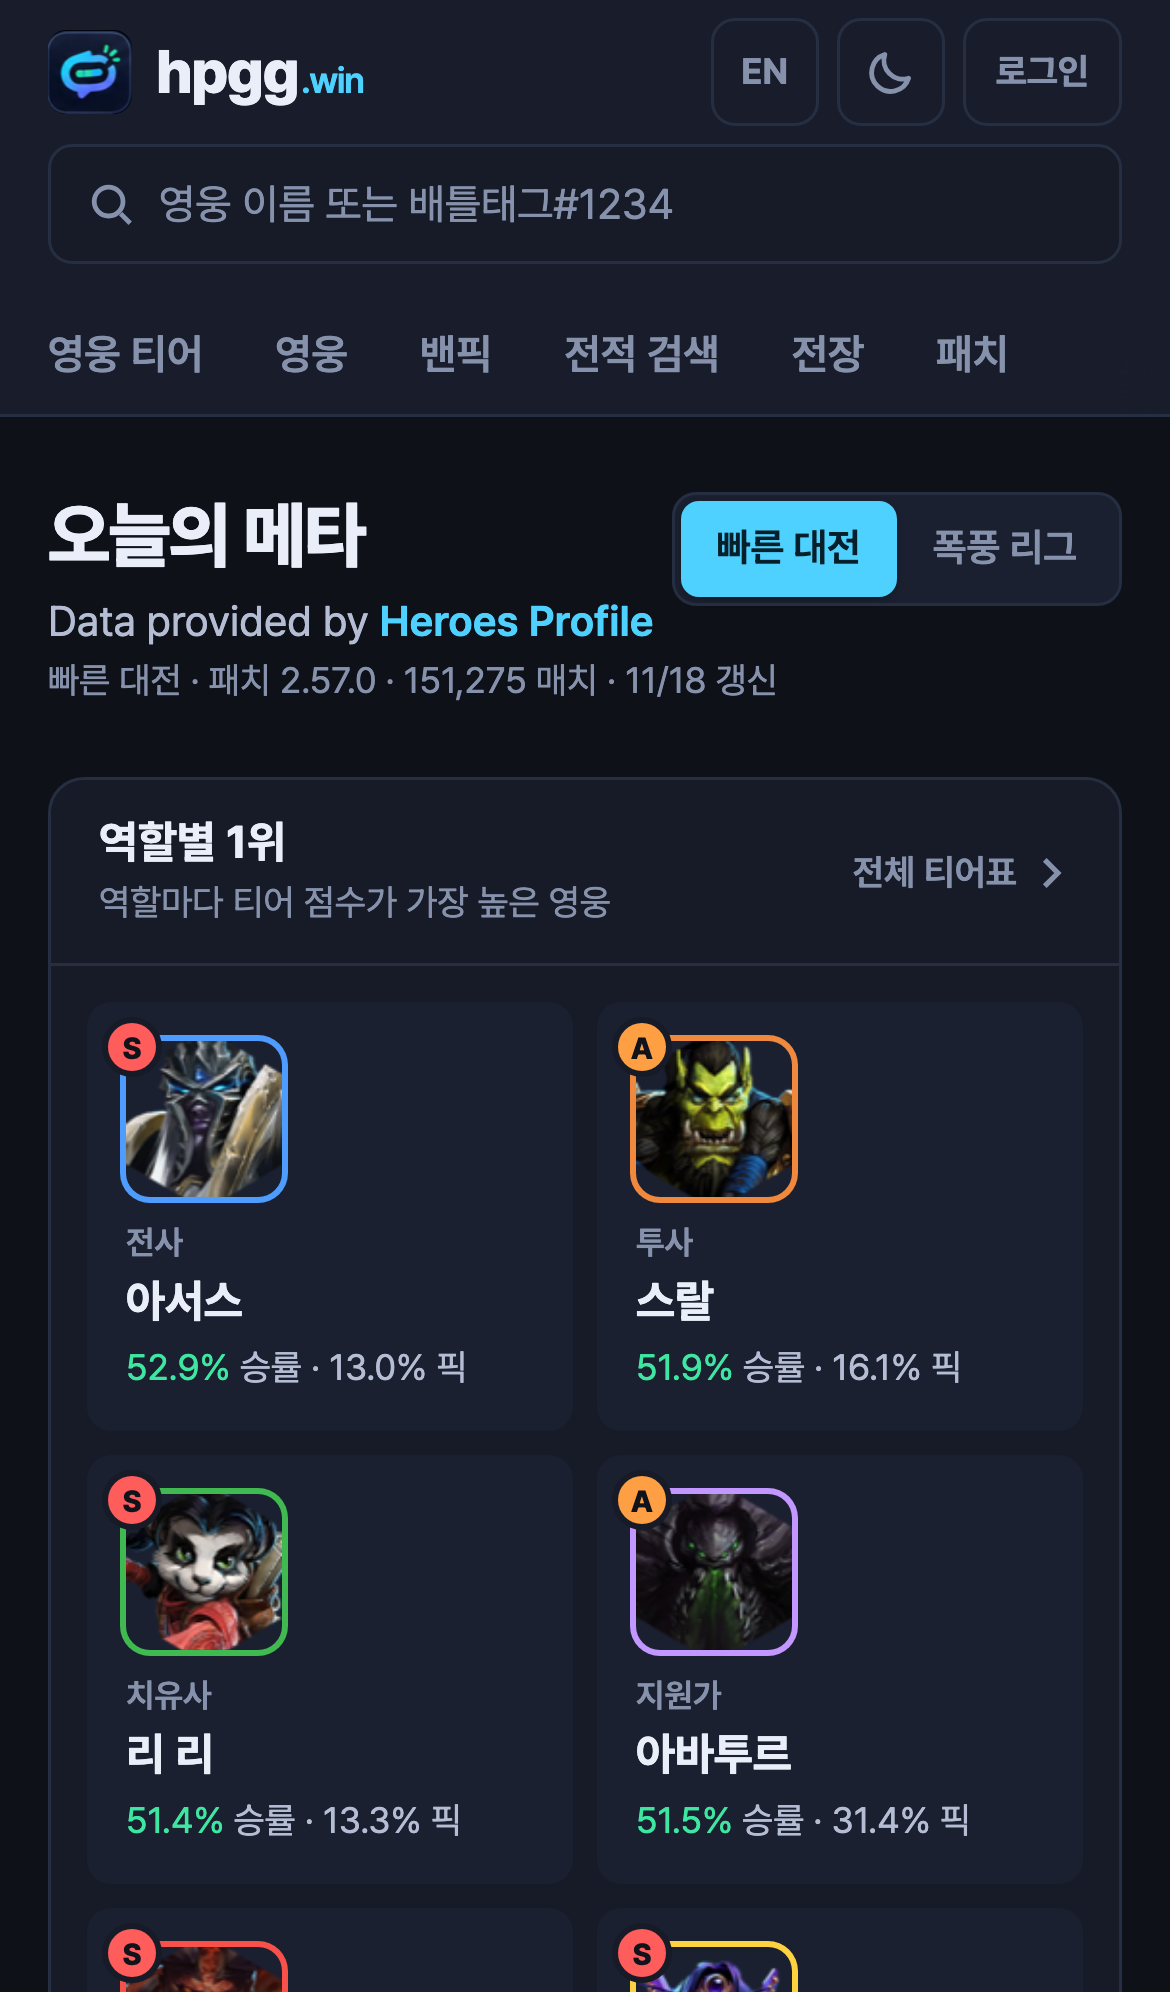 hpgg.win
EN
로그인
영웅 이름 또는 배틀태그#1234
영웅 티어 영웅 밴픽 전적 검색 전장 패치
오늘의 메타
빠른 대전 폭풍 리그
Data provided by Heroes Profile
빠른 대전 · 패치 2.57.0 · 151,275 매치 · 11/18 갱신
역할별 1위
역할마다 티어 점수가 가장 높은 영웅
전체 티어표
S
전사
아서스
52.9% 승률 · 13.0% 픽
A
투사
스랄
51.9% 승률 · 16.1% 픽
S
치유사
리 리
51.4% 승률 · 13.3% 픽
A
지원가
아바투르
51.5% 승률 · 31.4% 픽
S
S